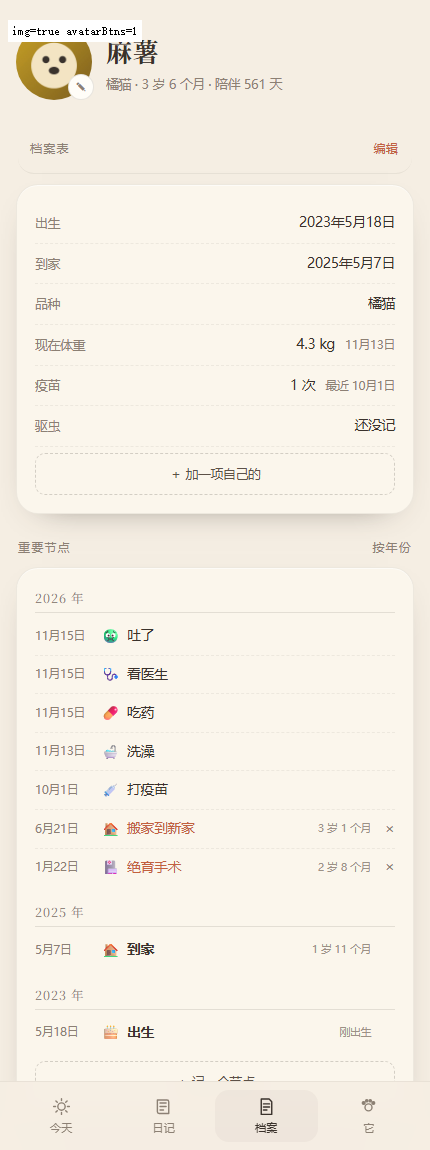 img=true avatarBtns=1
麻薯
橘猫 · 3 岁 6 个月 · 陪伴 561 天
档案表 编辑
出生 2023年5月18日
到家 2025年5月7日
品种 橘猫
现在体重 4.3 kg 11月13日
疫苗 1 次 最近 10月1日
驱虫 还没记
+ 加一项自己的
重要节点 按年份
2026 年
11月15日 吐了
11月15日 看医生
11月15日 吃药
11月13日 洗澡
10月1日 打疫苗
6月21日 搬家到新家 3 岁 1 个月 ×
1月22日 绝育手术 2 岁 8 个月 ×
2025 年
5月7日 到家 1 岁 11 个月
2023 年
5月18日 出生 刚出生
+ 记一个节点
今天 日记 档案 它